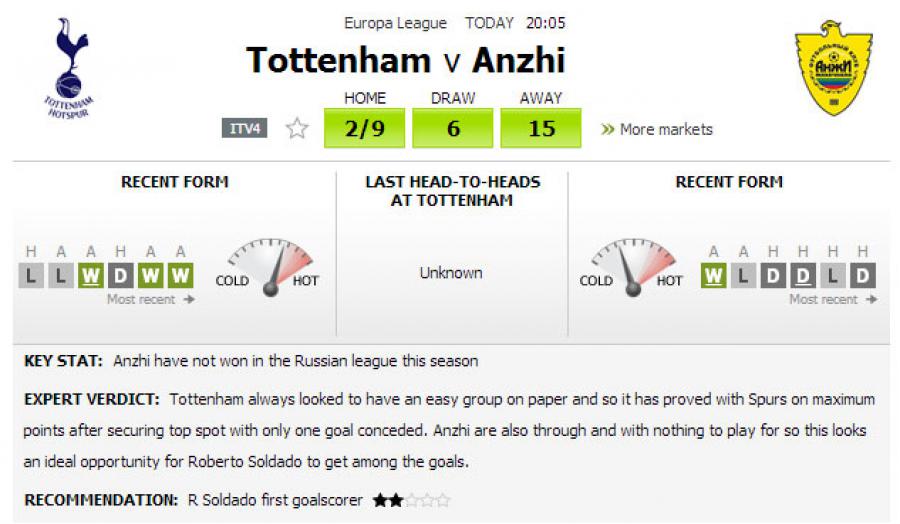 Europa League TODAY 20:05
Tottenham v Anzhi
TOTTENHAM
HOTSPUR
HOME DRAW AWAY
ITV4 2/9 6 15 » More markets
RECENT FORM
LAST HEAD-TO-HEADS
AT TOTTENHAM
RECENT FORM
H A A H A A
L L W D W W
COLD HOT
Most recent →
Unknown
COLD HOT
A A H H H H
W L D D L D
Most recent →
KEY STAT: Anzhi have not won in the Russian league this season
EXPERT VERDICT: Tottenham always looked to have an easy group on paper and so it has proved with Spurs on maximum
points after securing top spot with only one goal conceded. Anzhi are also through and with nothing to play for so this looks
an ideal opportunity for Roberto Soldado to get among the goals.
RECOMMENDATION: R Soldado first goalscorer ★★☆☆☆